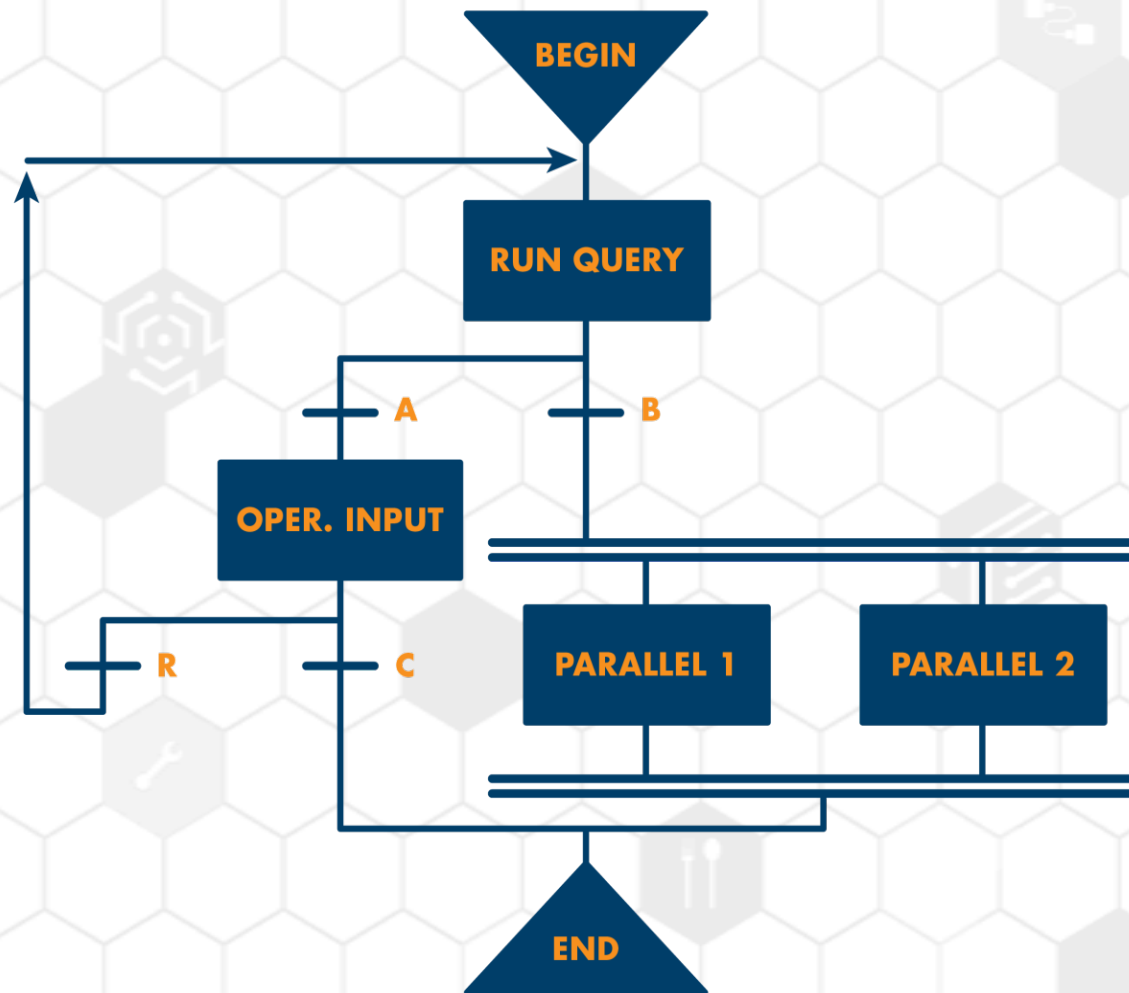 BEGIN
RUN QUERY
A
B
OPER. INPUT
R
C
PARALLEL 1
PARALLEL 2
END